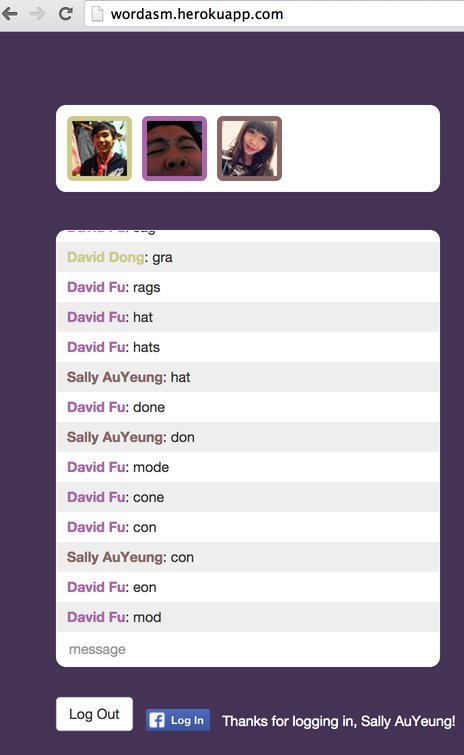 wordasm.herokuapp.com
David Fu:
David Dong: gra
David Fu: rags
David Fu: hat
David Fu: hats
Sally AuYeung: hat
David Fu: done
Sally AuYeung: don
David Fu: mode
David Fu: cone
David Fu: con
Sally AuYeung: con
David Fu: eon
David Fu: mod
message
Log Out
Log In
Thanks for logging in, Sally AuYeung!